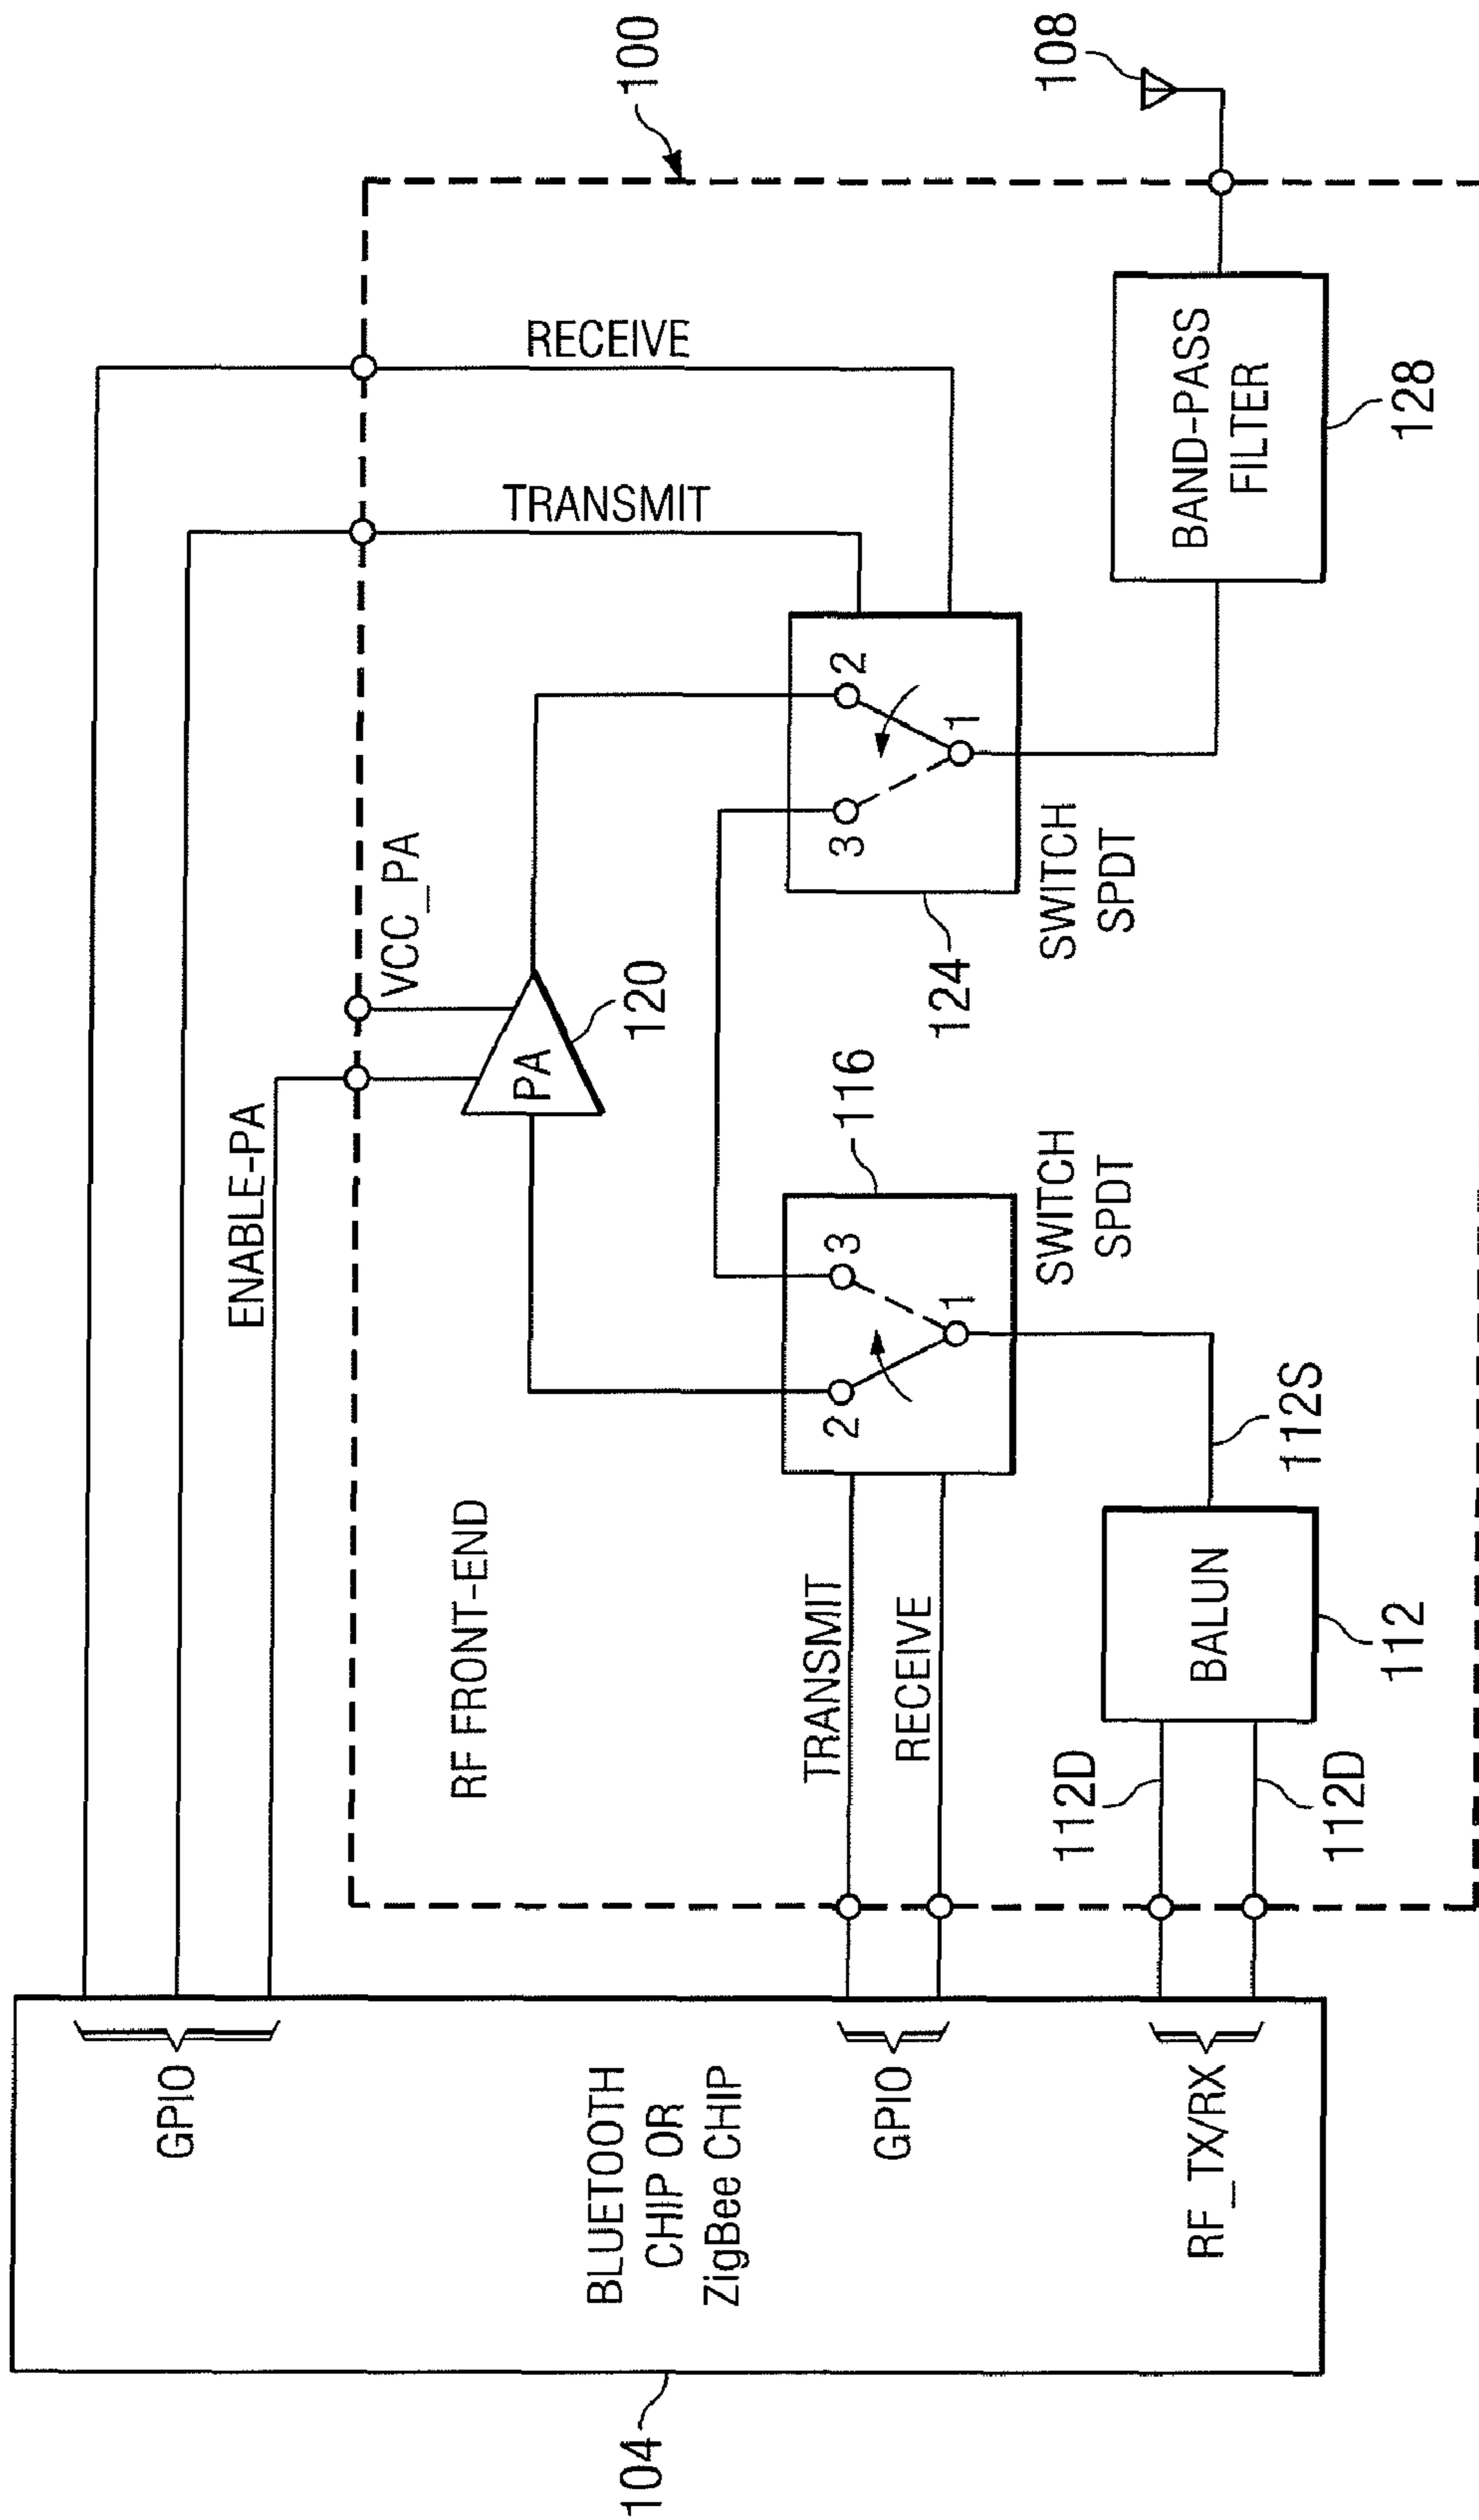 100
108
RECEIVE
TRANSMIT
ENABLE-PA
VCC_PA
PA
120
RF FRONT-END
GPIO
BLUETOOTH
CHIP OR
ZigBee CHIP
104
GPIO
TRANSMIT
RECEIVE
2
3
1
116
SWITCH
SPDT
3
2
1
124
SWITCH
SPDT
RF_TX/RX
112D
112D
BALUN
112
112S
BAND-PASS
FILTER
128